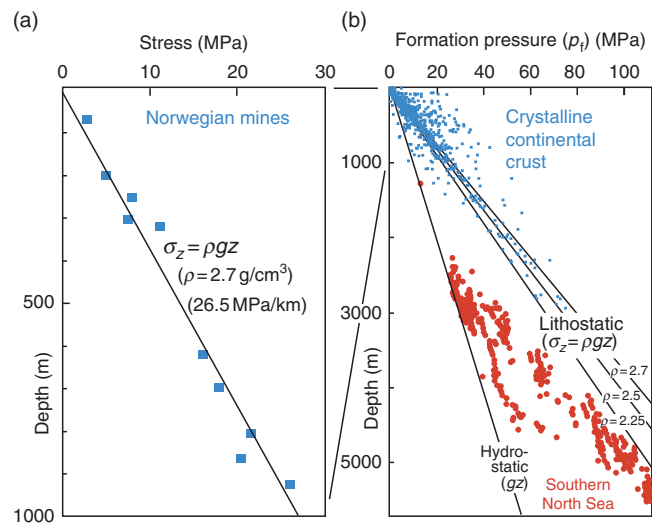 (a)
Stress (MPa)
0 10 20 30
Norwegian mines
σz=ρgz
(ρ=2.7 g/cm³)
(26.5 MPa/km)
500
1000
Depth (m)
(b)
Formation pressure (pf) (MPa)
0 20 40 60 80 100
Crystalline
continental
crust
1000
3000
5000
Depth (m)
Lithostatic
(σz=ρgz)
ρ=2.7
ρ=2.5
ρ=2.25
Hydro-
static
(gz)
Southern
North Sea